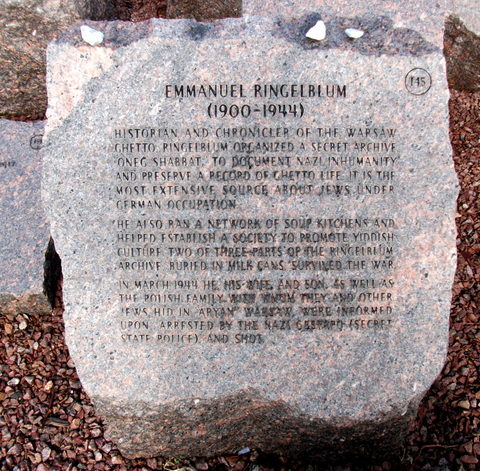 EMMANUEL RINGELBLUM
(1900-1944)
145
HISTORIAN AND CHRONICLER OF THE WARSAW
GHETTO RINGELBLUM ORGANIZED A SECRET ARCHIVE
ONEG SHABBAT, TO DOCUMENT NAZI INHUMANITY
AND PRESERVE A RECORD OF GHETTO LIFE. IT IS THE
MOST EXTENSIVE SOURCE ABOUT JEWS UNDER
GERMAN OCCUPATION.
HE ALSO RAN A NETWORK OF SOUP KITCHENS AND
HELPED ESTABLISH A SOCIETY TO PROMOTE YIDDISH
CULTURE. TWO OF THREE PARTS OF THE RINGELBLUM
ARCHIVE, BURIED IN MILK CANS, SURVIVED THE WAR.
IN MARCH 1944 HE, HIS WIFE, AND SON, AS WELL AS
THE POLISH FAMILY WITH WHOM THEY AND OTHER
JEWS HID IN ARYAN WARSAW, WERE INFORMED
UPON, ARRESTED BY THE NAZI GESTAPO (SECRET
STATE POLICE), AND SHOT.